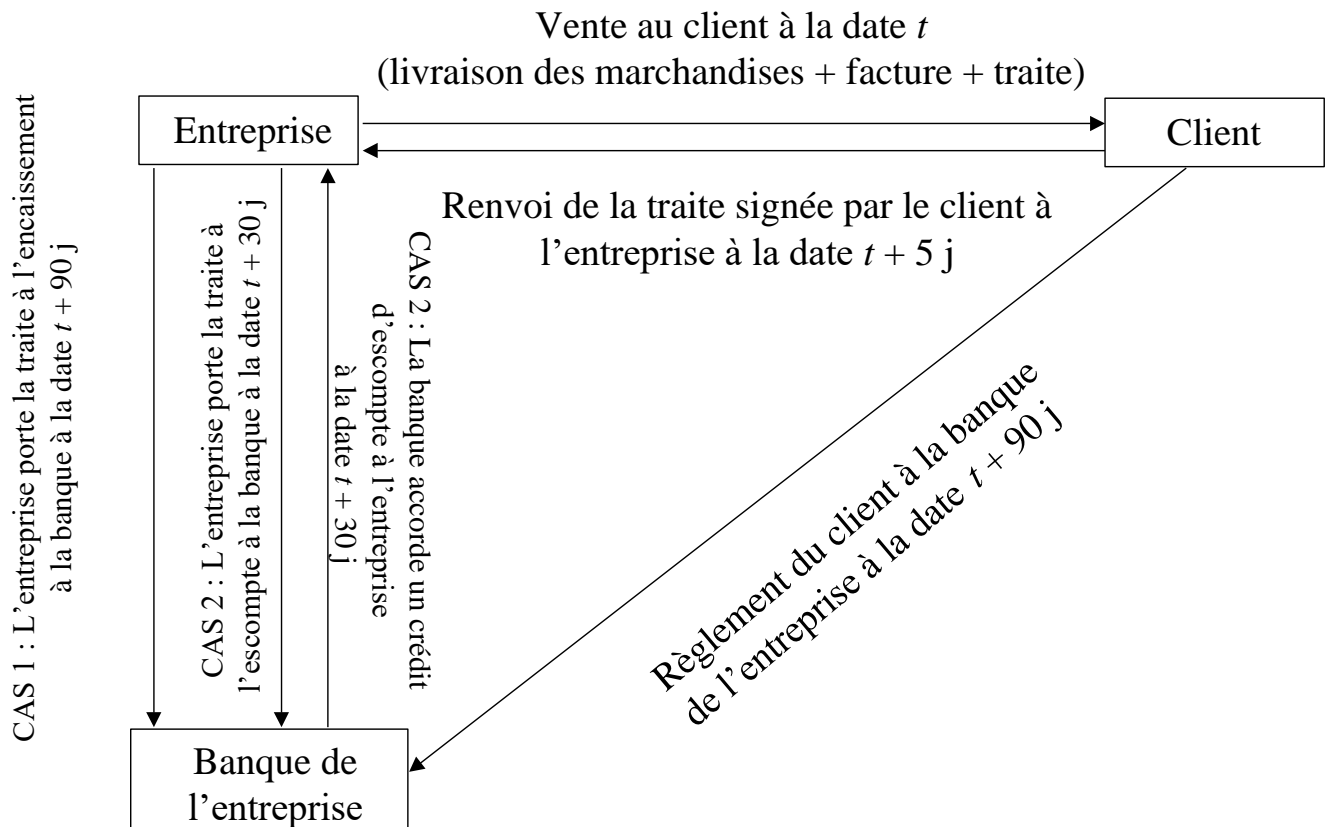 Vente au client à la date t
(livraison des marchandises + facture + traite)
Entreprise
Client
Renvoi de la traite signée par le client à
l’entreprise à la date t + 5 j
CAS 1 : L’entreprise porte la traite à l’encaissement
à la banque à la date t + 90 j
CAS 2 : L’entreprise porte la traite à
l’escompte à la banque à la date t + 30 j
CAS 2 : La banque accorde un crédit
d’escompte à l’entreprise
à la date t + 30 j
Règlement du client à la banque
de l’entreprise à la date t + 90 j
Banque de
l’entreprise